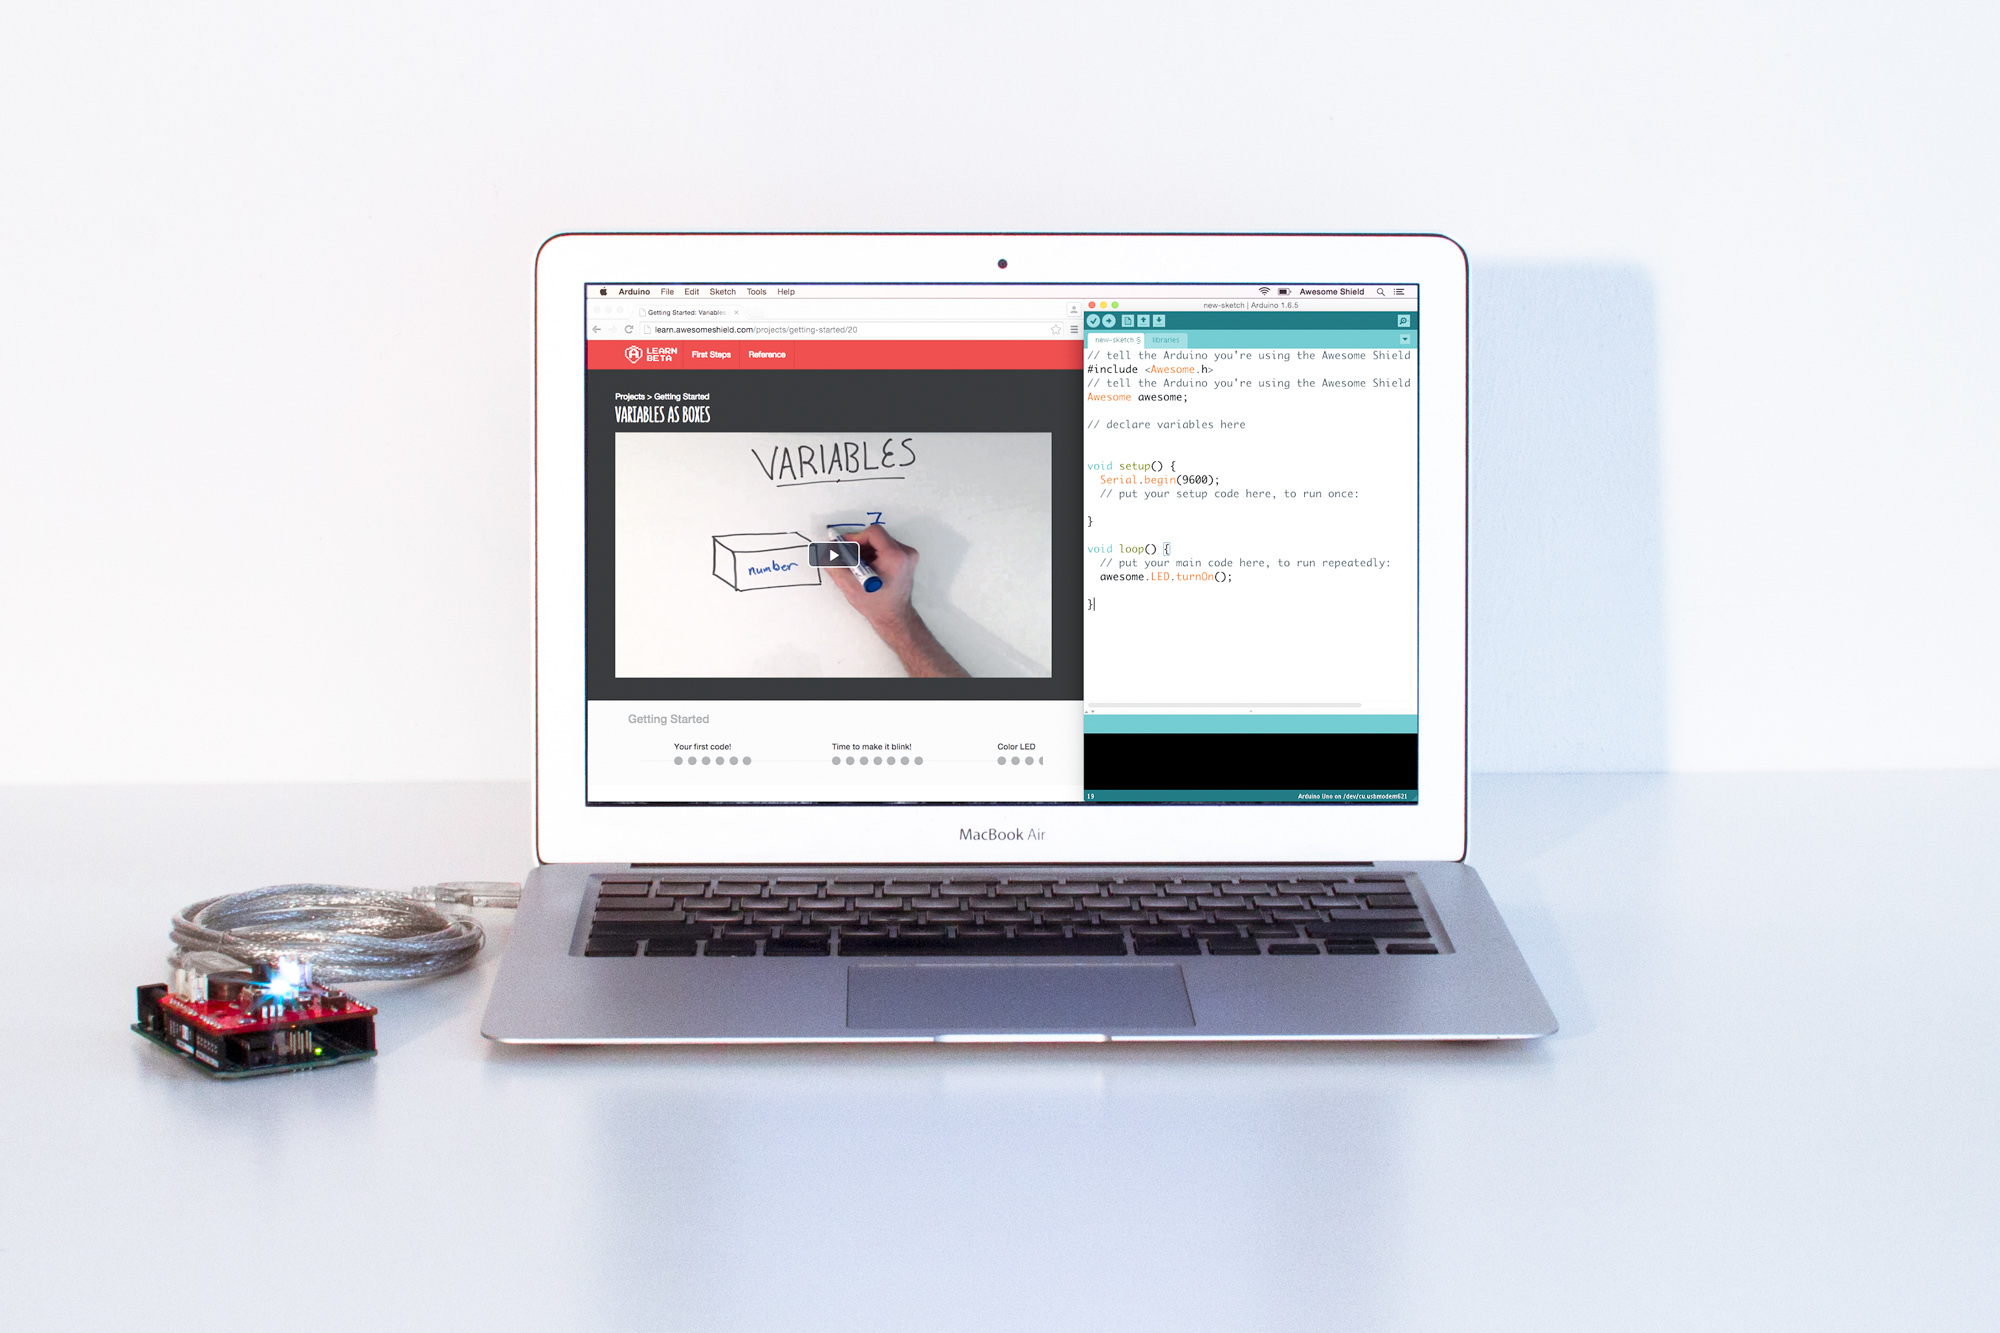 Arduino File Edit Sketch Tools Help
Awesome Shield
Getting Started: Variables
learn.awesomeshield.com/projects/getting-started/20
LEARN
BETA
First Steps
Reference
Projects > Getting Started
VARIABLES AS BOXES
VARIABLES
number
7
Getting Started
Your first code!
Time to make it blink!
Color LED
new-sketch | Arduino 1.6.5
new-sketch §
libraries
// tell the Arduino you're using the Awesome Shield
#include <Awesome.h>
// tell the Arduino you're using the Awesome Shield
Awesome awesome;
// declare variables here
void setup() {
Serial.begin(9600);
// put your setup code here, to run once:
}
void loop() {
// put your main code here, to run repeatedly:
awesome.LED.turnOn();
}
19
Arduino Uno on /dev/cu.usbmodem621
MacBook Air